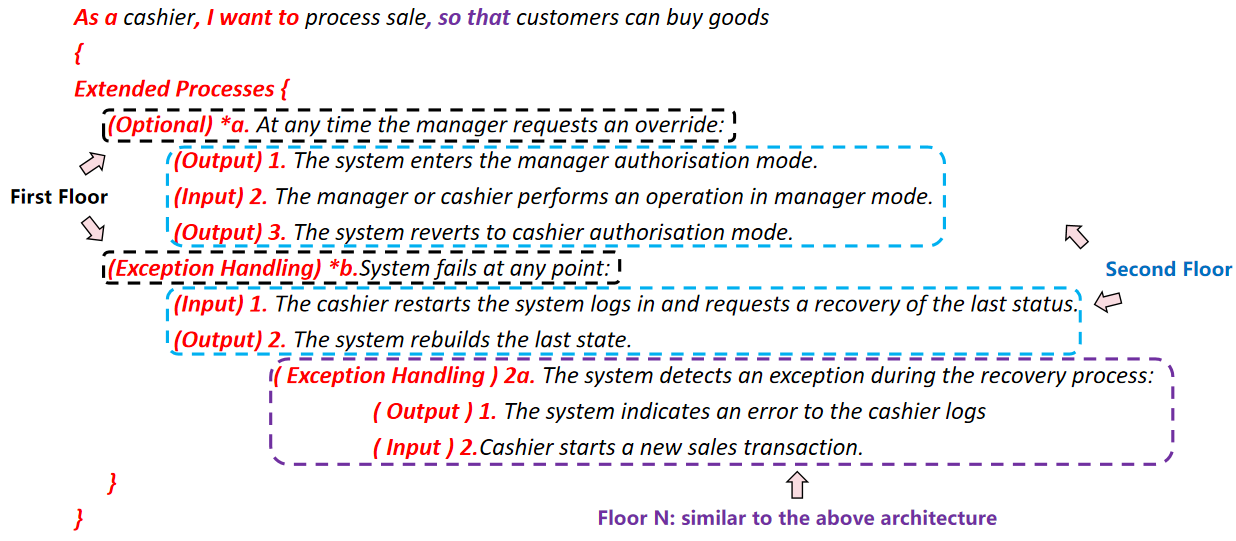 As a cashier, I want to process sale, so that customers can buy goods
{
Extended Processes {
(Optional) *a. At any time the manager requests an override:
(Output) 1. The system enters the manager authorisation mode.
(Input) 2. The manager or cashier performs an operation in manager mode.
First Floor
(Output) 3. The system reverts to cashier authorisation mode.
(Exception Handling) *b.System fails at any point:
Second Floor
(Input) 1. The cashier restarts the system logs in and requests a recovery of the last status.
(Output) 2. The system rebuilds the last state.
( Exception Handling ) 2a. The system detects an exception during the recovery process:
( Output ) 1. The system indicates an error to the cashier logs
( Input ) 2.Cashier starts a new sales transaction.
}
Floor N: similar to the above architecture
}